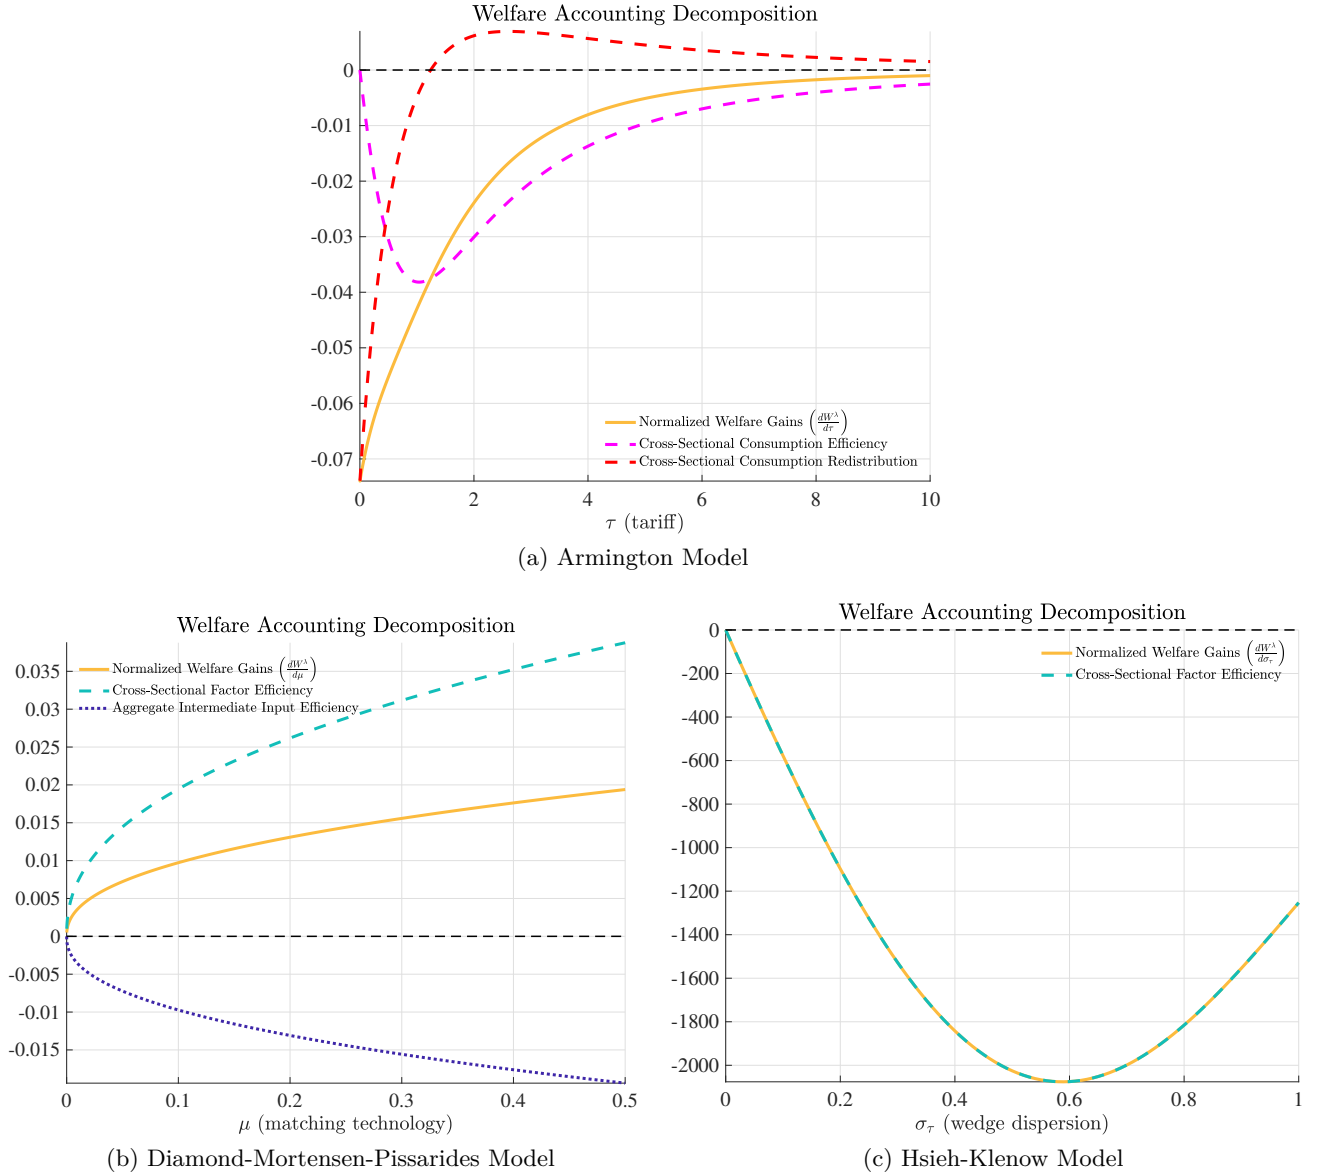 Welfare Accounting Decomposition
0
-0.01
-0.02
-0.03
-0.04
-0.05
-0.06
-0.07
Normalized Welfare Gains (dW^λ/dτ)
Cross-Sectional Consumption Efficiency
Cross-Sectional Consumption Redistribution
0 2 4 6 8 10
τ (tariff)
(a) Armington Model
Welfare Accounting Decomposition
Normalized Welfare Gains (dW^λ/dμ)
Cross-Sectional Factor Efficiency
Aggregate Intermediate Input Efficiency
0.035
0.03
0.025
0.02
0.015
0.01
0.005
0
-0.005
-0.01
-0.015
0 0.1 0.2 0.3 0.4 0.5
μ (matching technology)
(b) Diamond-Mortensen-Pissarides Model
Welfare Accounting Decomposition
Normalized Welfare Gains (dW^λ/dσ_τ)
Cross-Sectional Factor Efficiency
0
-200
-400
-600
-800
-1000
-1200
-1400
-1600
-1800
-2000
0 0.2 0.4 0.6 0.8 1
σ_τ (wedge dispersion)
(c) Hsieh-Klenow Model